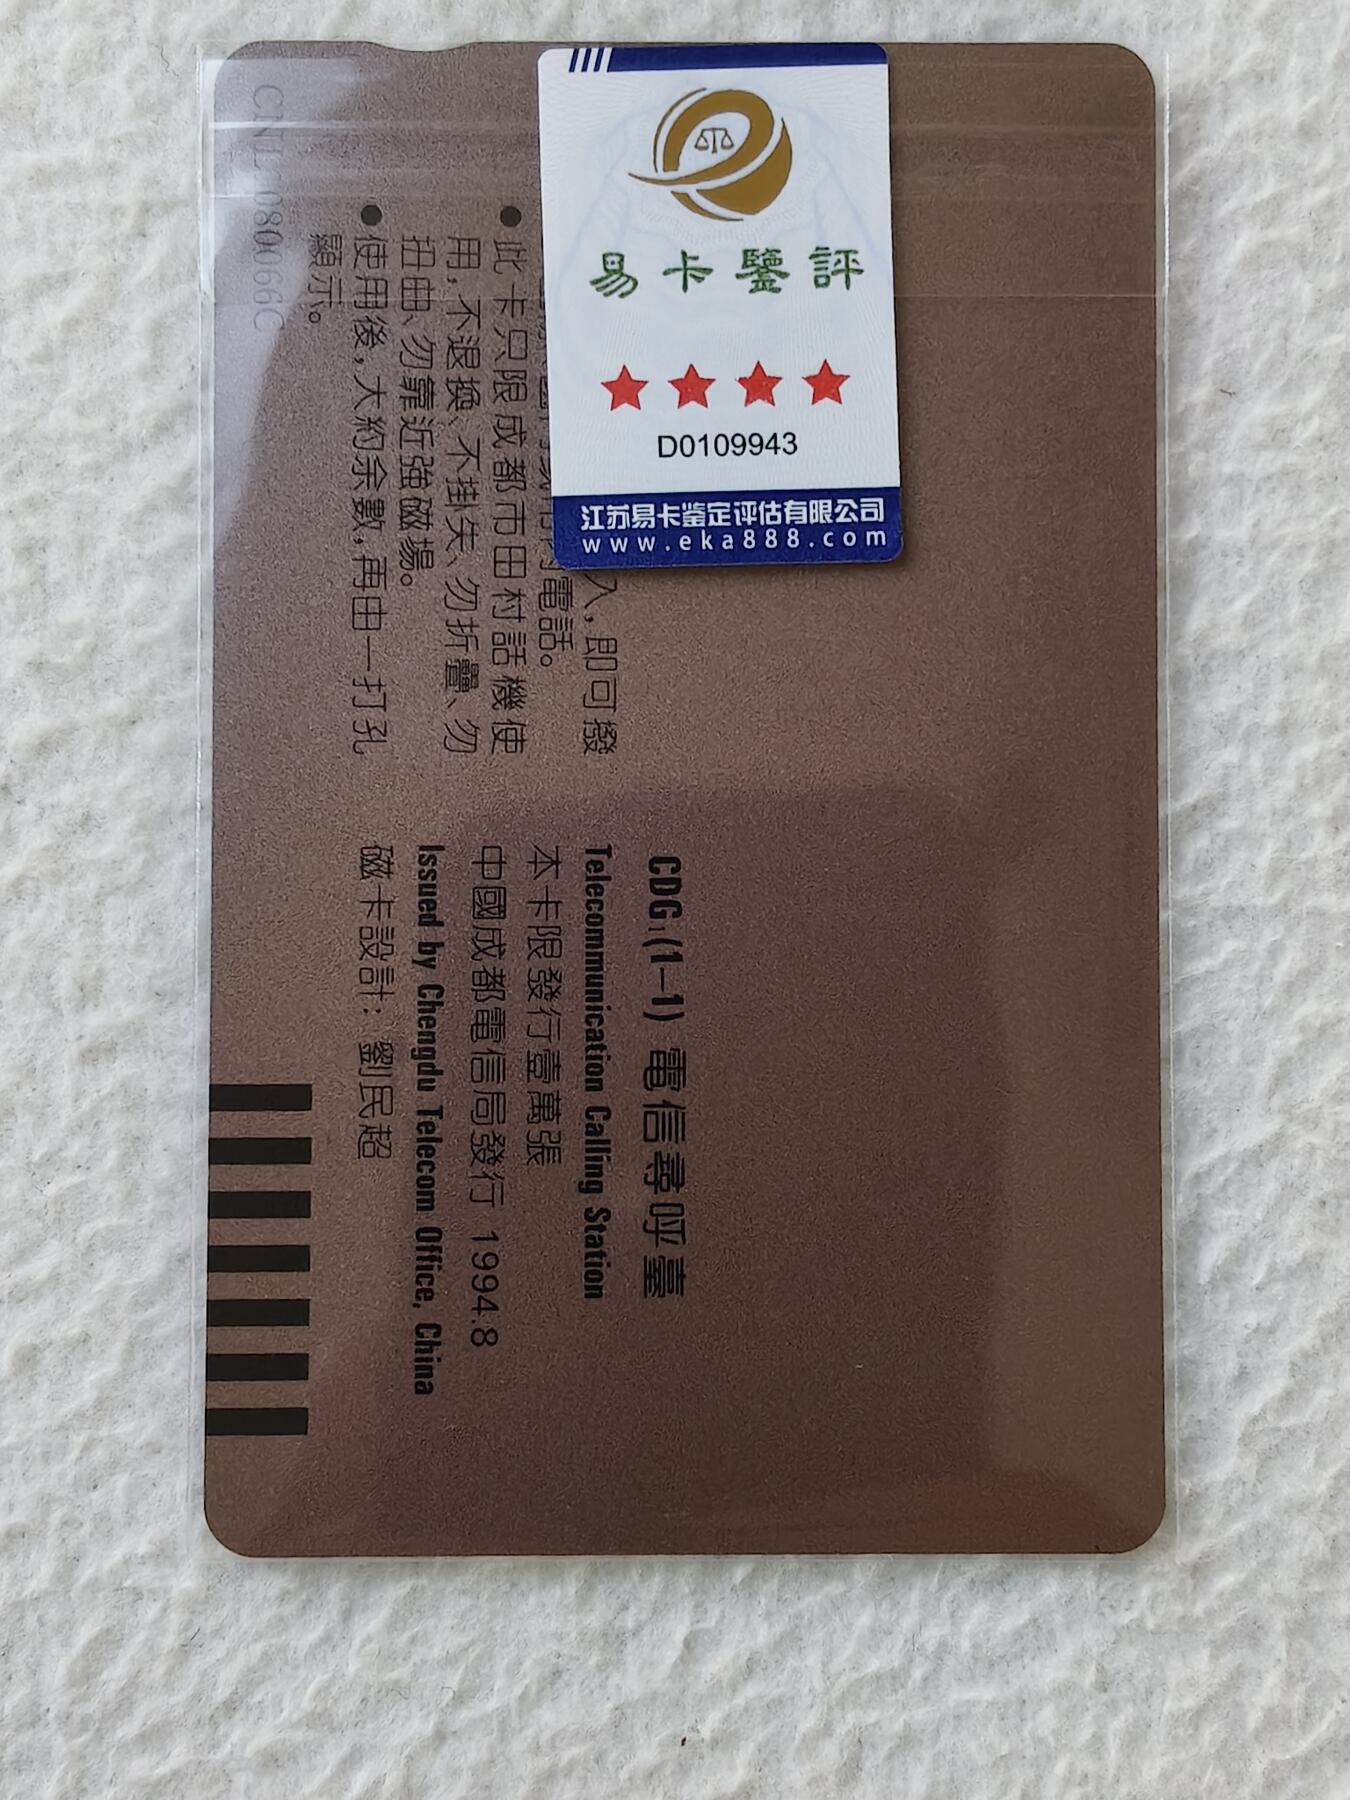 易卡鑒評
D0109943
江苏易卡鉴定评估有限公司
www.eka888.com
入，即可撥
電話。
此卡只限成都市田村話機使
用，不退換、不掛失、勿折疊、勿
扭曲、勿靠近強磁場。
使用後，大約余數，再由一打孔
顯示。
CDG₁(1-1) 電信尋呼臺
Telecommunication Calling Station
本卡限發行壹萬張
中國成都電信局發行 1994.8
Issued by Chengdu Telecom Office, China
磁卡設計：劉民超